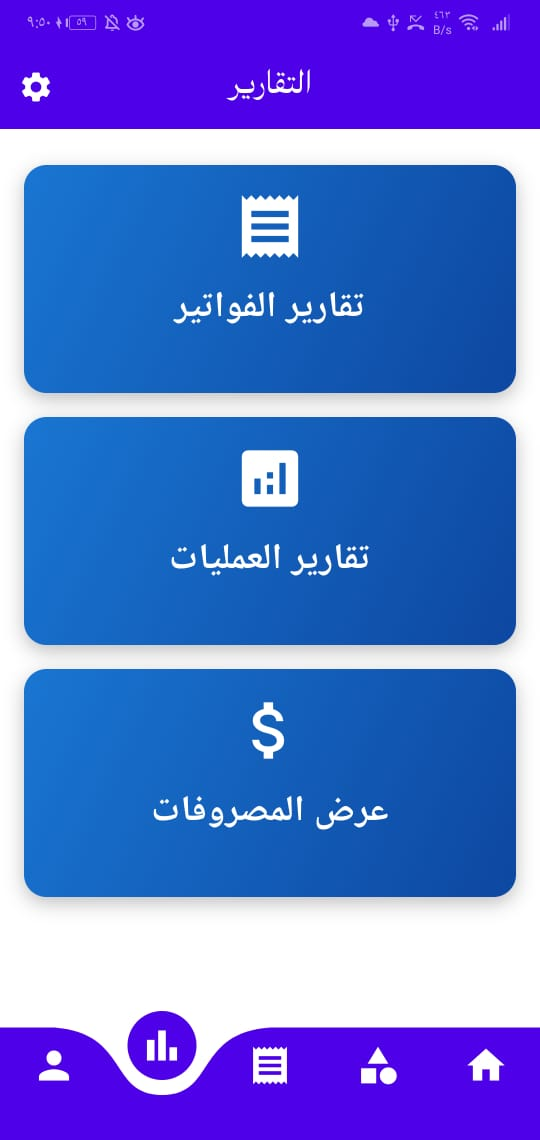 ٩:٥٠
٥٩
٤٦٣
B/s
التقارير
تقارير الفواتير
تقارير العمليات
عرض المصروفات